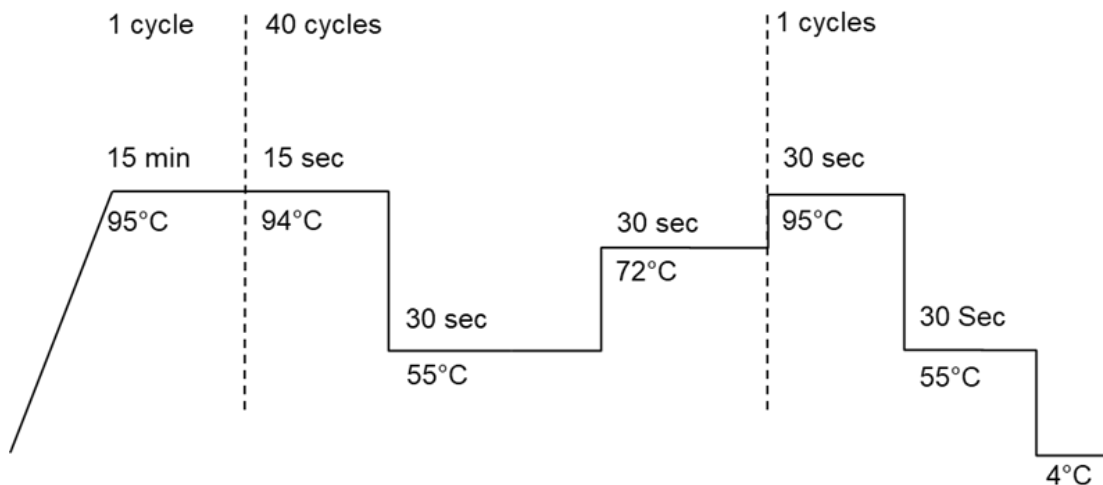 1 cycle
40 cycles
1 cycles
15 min
15 sec
30 sec
95°C
94°C
95°C
30 sec
72°C
30 sec
30 Sec
55°C
55°C
4°C